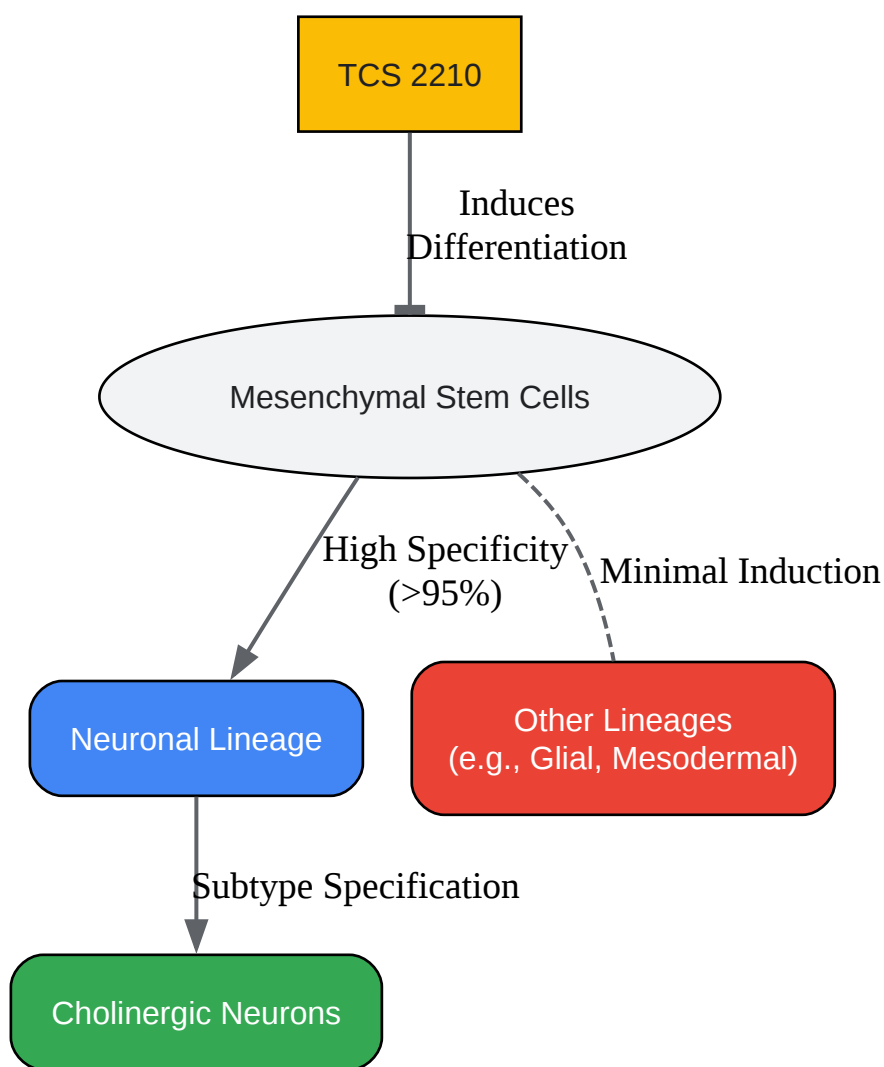 TCS 2210
Induces
Differentiation
Mesenchymal Stem Cells
High Specificity
(>95%)
Minimal Induction
Neuronal Lineage
Other Lineages
(e.g., Glial, Mesodermal)
Subtype Specification
Cholinergic Neurons